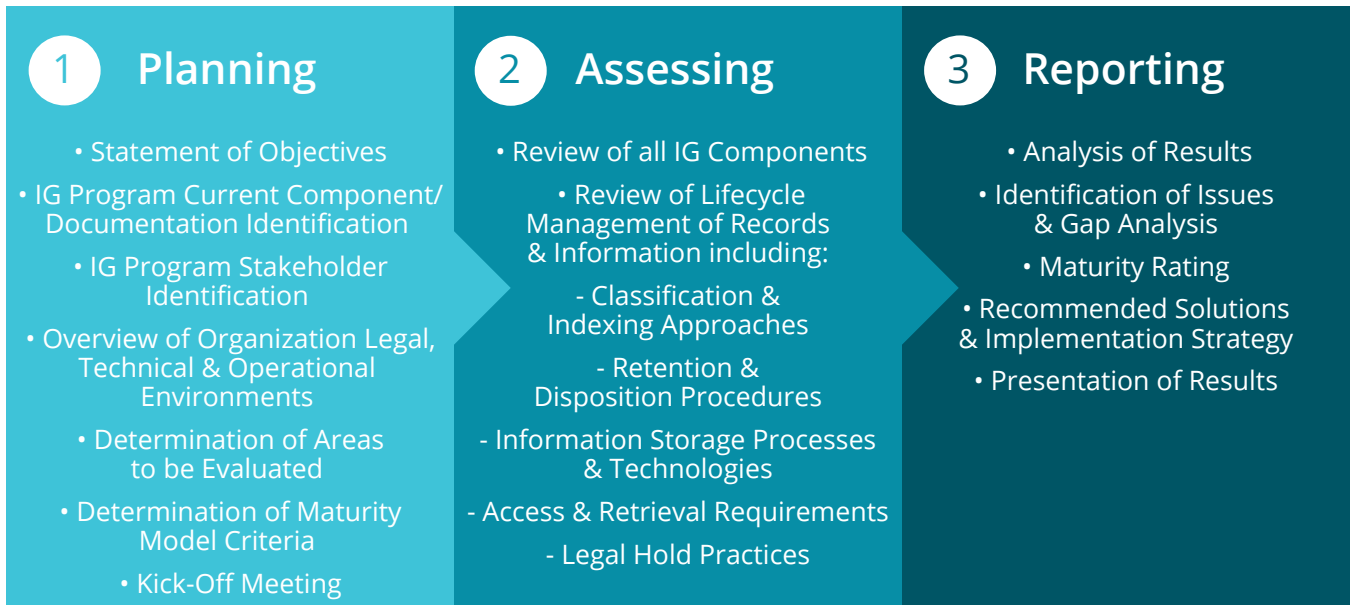 1 Planning
• Statement of Objectives
• IG Program Current Component/
Documentation Identification
• IG Program Stakeholder
Identification
• Overview of Organization Legal,
Technical & Operational
Environments
• Determination of Areas
to be Evaluated
• Determination of Maturity
Model Criteria
• Kick-Off Meeting
2 Assessing
• Review of all IG Components
• Review of Lifecycle
Management of Records
& Information including:
- Classification &
Indexing Approaches
- Retention &
Disposition Procedures
- Information Storage Processes
& Technologies
- Access & Retrieval Requirements
- Legal Hold Practices
3 Reporting
• Analysis of Results
• Identification of Issues
& Gap Analysis
• Maturity Rating
• Recommended Solutions
& Implementation Strategy
• Presentation of Results